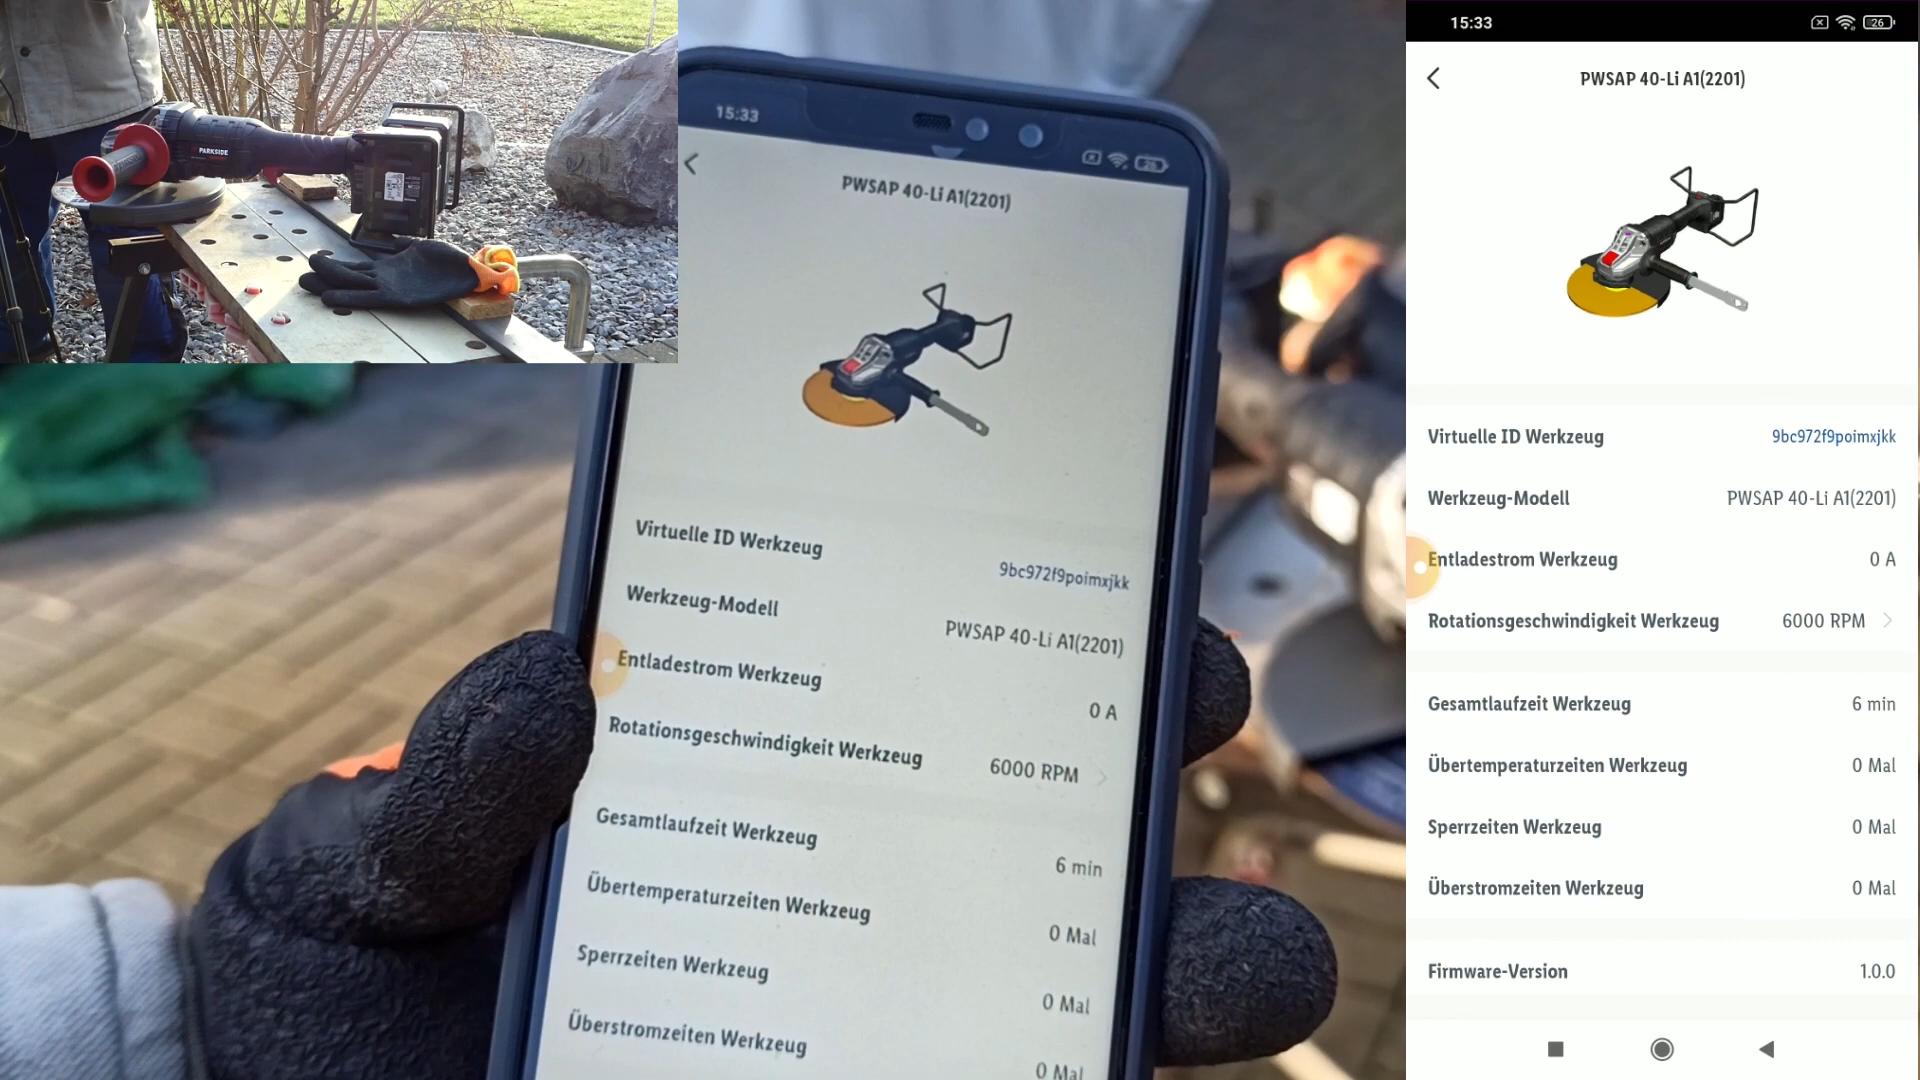 PARKSIDE
15:33
26
PWSAP 40-Li A1(2201)
Virtuelle ID Werkzeug
9bc972f9poimxjkk
Werkzeug-Modell
PWSAP 40-Li A1(2201)
Entladestrom Werkzeug
0 A
Rotationsgeschwindigkeit Werkzeug
6000 RPM
Gesamtlaufzeit Werkzeug
6 min
Übertemperaturzeiten Werkzeug
0 Mal
Sperrzeiten Werkzeug
0 Mal
Überstromzeiten Werkzeug
0 Mal
15:33
26
PWSAP 40-Li A1(2201)
Virtuelle ID Werkzeug 9bc972f9poimxjkk
Werkzeug-Modell PWSAP 40-Li A1(2201)
Entladestrom Werkzeug 0 A
Rotationsgeschwindigkeit Werkzeug 6000 RPM
Gesamtlaufzeit Werkzeug 6 min
Übertemperaturzeiten Werkzeug 0 Mal
Sperrzeiten Werkzeug 0 Mal
Überstromzeiten Werkzeug 0 Mal
Firmware-Version 1.0.0